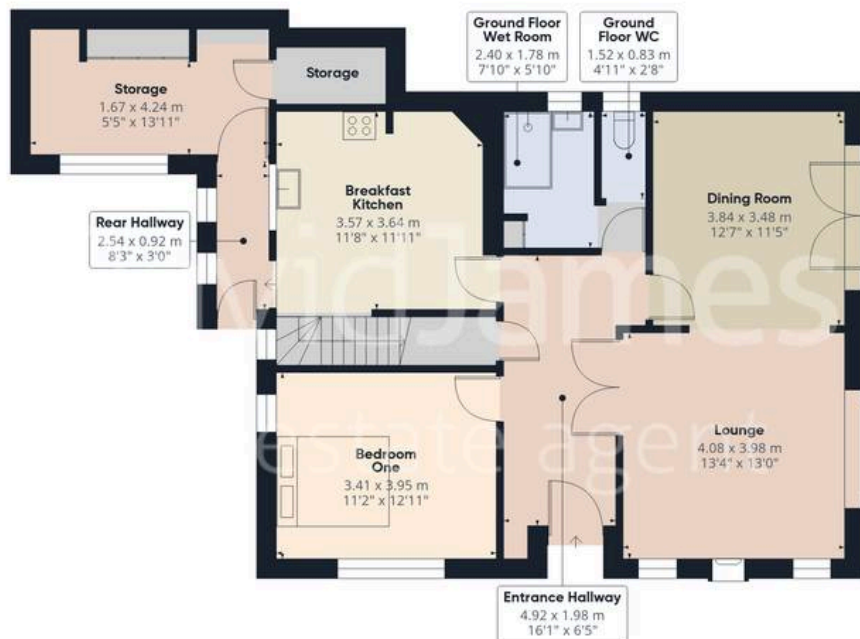 Ground Floor
Wet Room
2.40 x 1.78 m
7'10" x 5'10"
Ground
Floor WC
1.52 x 0.83 m
4'11" x 2'8"
Storage
1.67 x 4.24 m
5'5" x 13'11"
Storage
Breakfast
Kitchen
3.57 x 3.64 m
11'8" x 11'11"
Dining Room
3.84 x 3.48 m
12'7" x 11'5"
Rear Hallway
2.54 x 0.92 m
8'3" x 3'0"
vidJames
estate agent
Bedroom
One
3.41 x 3.95 m
11'2" x 12'11"
Lounge
4.08 x 3.98 m
13'4" x 13'0"
Entrance Hallway
4.92 x 1.98 m
16'1" x 6'5"